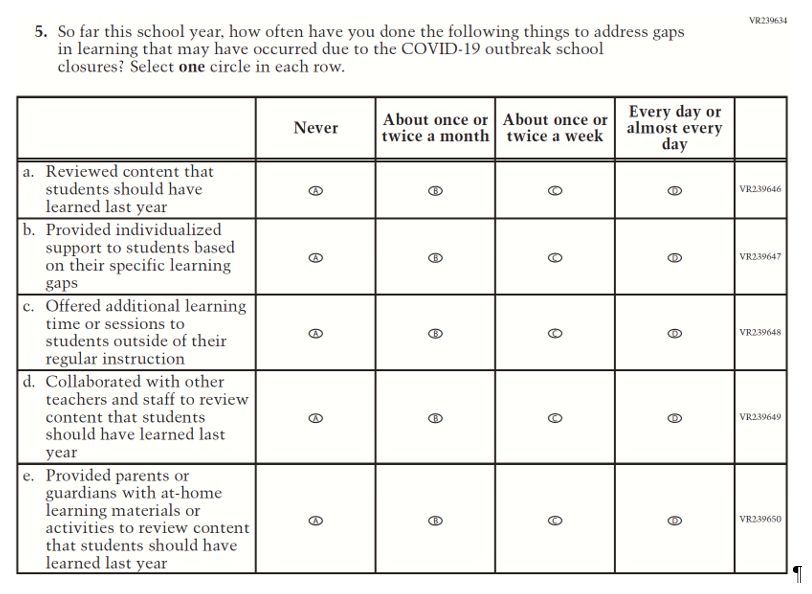 VR239634
5. So far this school year, how often have you done the following things to address gaps
in learning that may have occurred due to the COVID-19 outbreak school
closures? Select one circle in each row.
Never
About once or
twice a month
About once or
twice a week
Every day or
almost every
day
a. Reviewed content that
students should have
learned last year
A B C D VR239646
b. Provided individualized
support to students based
on their specific learning
gaps
A B C D VR239647
c. Offered additional learning
time or sessions to
students outside of their
regular instruction
A B C D VR239648
d. Collaborated with other
teachers and staff to review
content that students
should have learned last
year
A B C D VR239649
e. Provided parents or
guardians with at-home
learning materials or
activities to review content
that students should have
learned last year
A B C D VR239650
¶